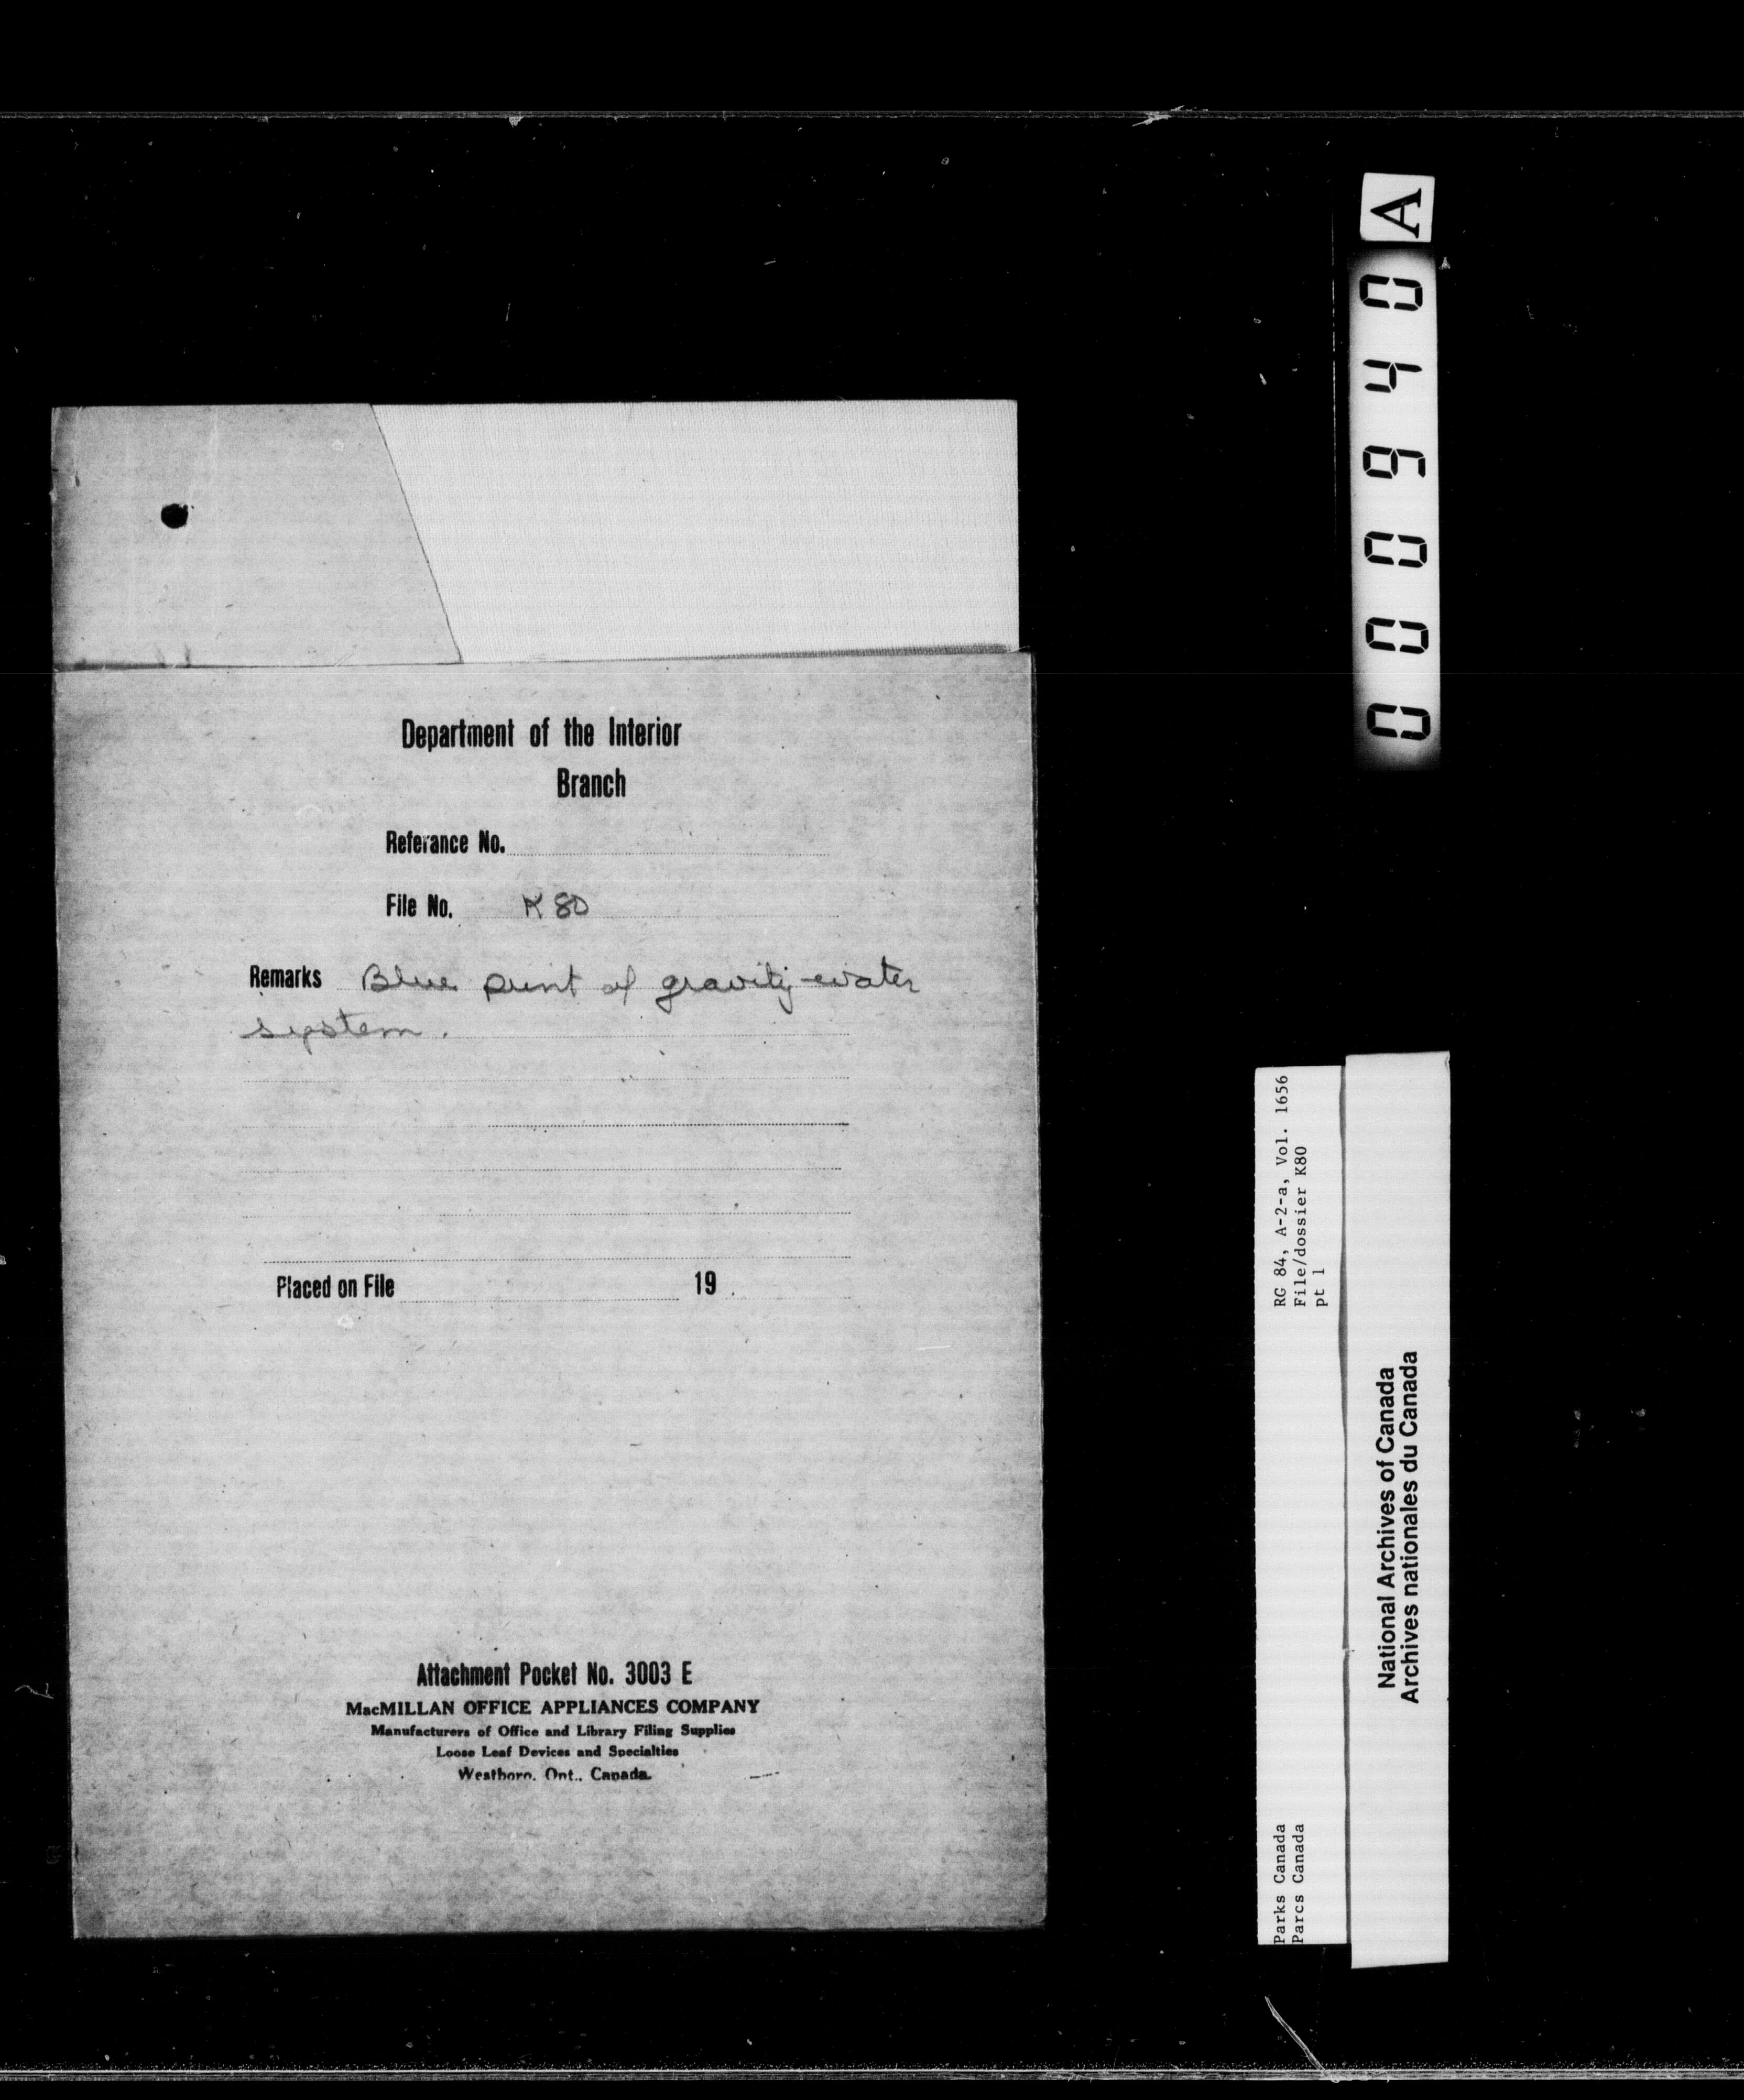 Department of the Interior
Branch
Referance No.
File No. K 80
Remarks Blue print of gravity-water
system.
Placed on File 19
Attachment Pocket No. 3003 E
MacMILLAN OFFICE APPLIANCES COMPANY
Manufacturers of Office and Library Filing Supplies
Loose Leaf Devices and Specialties
Westboro, Ont., Canada.
000940 A
RG 84, A-2-a, Vol. 1656
File/dossier K80
pt 1
Parks Canada
Parcs Canada
National Archives of Canada
Archives nationales du Canada